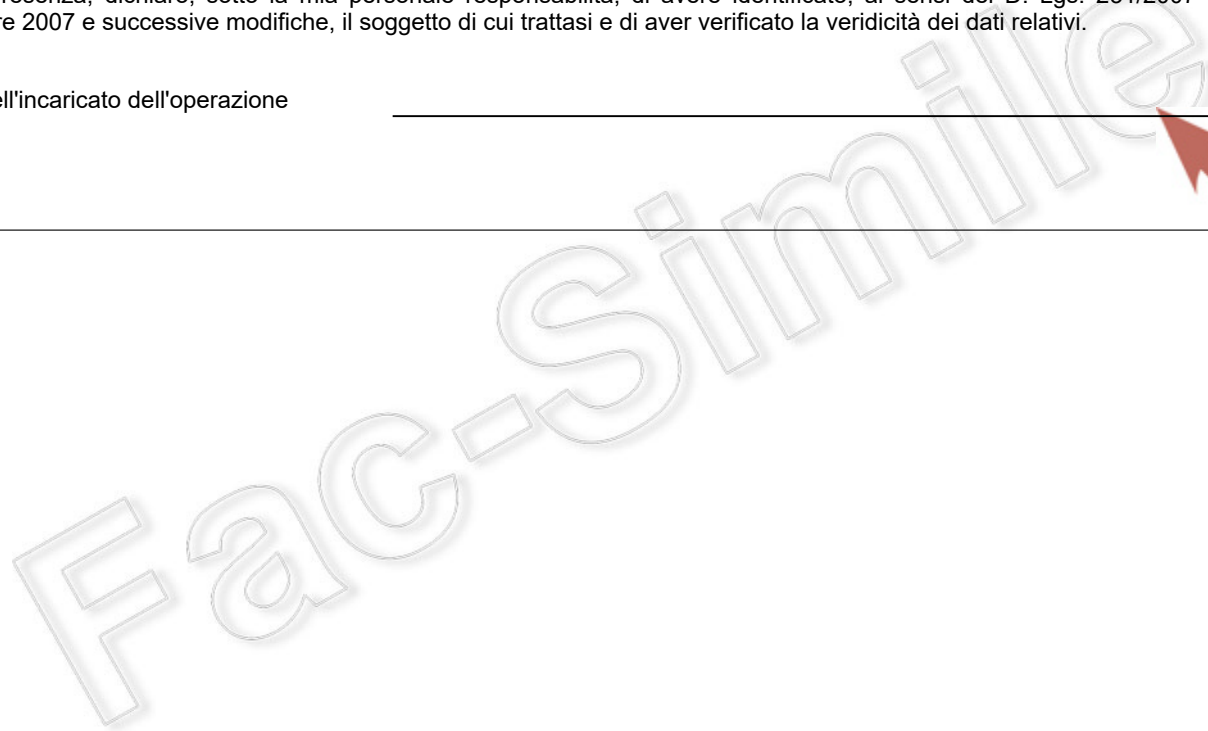 presenza, dichiaro, sotto la mia personale responsabilità, di avere identificato, ai sensi del D. Lgs. 231/2007
re 2007 e successive modifiche, il soggetto di cui trattasi e di aver verificato la veridicità dei dati relativi.
ell'incaricato dell'operazione
Fac-Simile